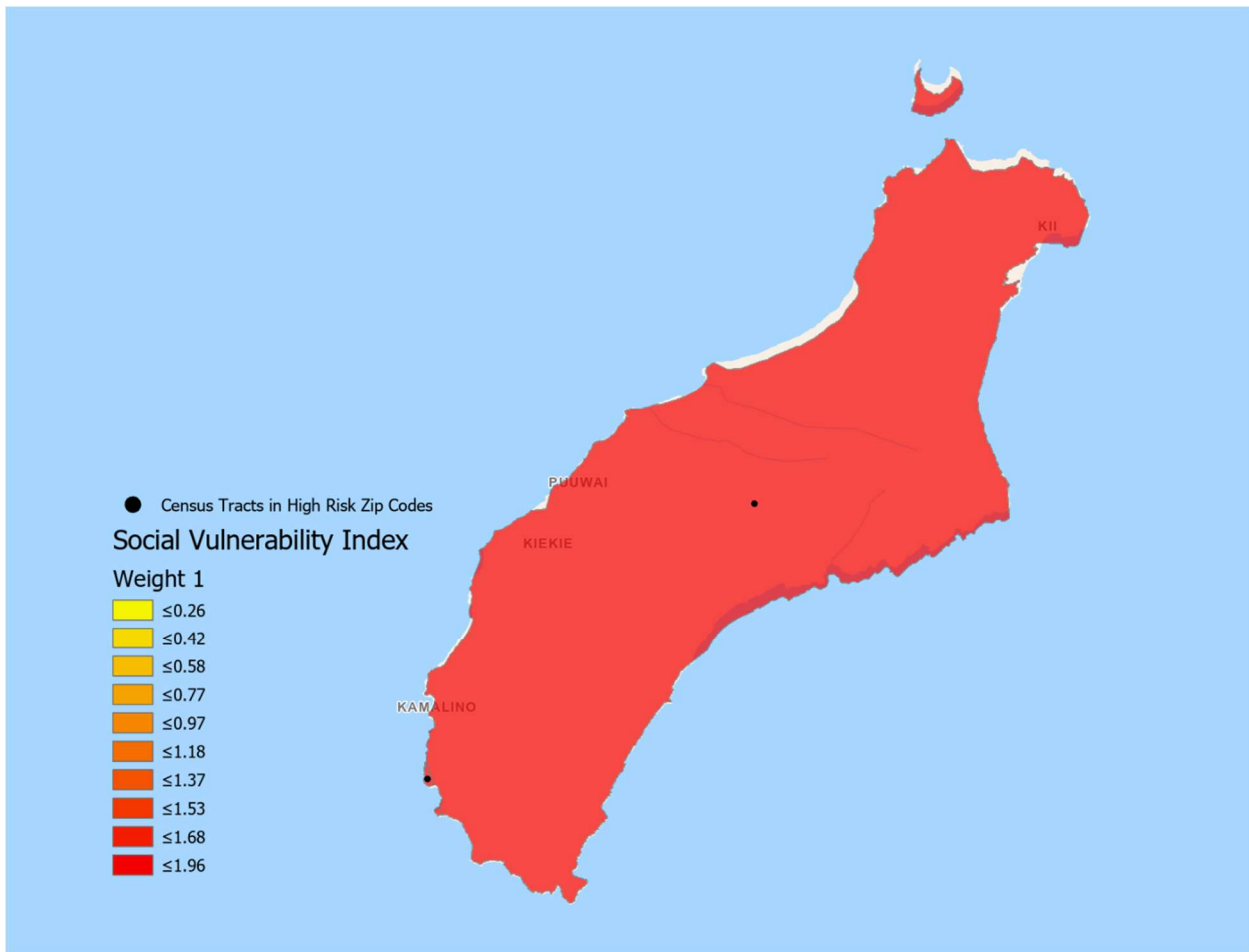 KII
PUUWAI
KIEKIE
KAMALINO
Census Tracts in High Risk Zip Codes
Social Vulnerability Index
Weight 1
≤0.26
≤0.42
≤0.58
≤0.77
≤0.97
≤1.18
≤1.37
≤1.53
≤1.68
≤1.96